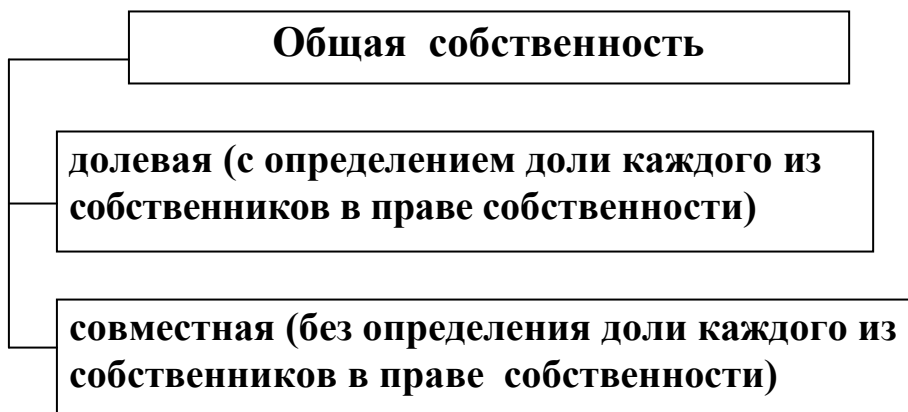 Общая собственность
долевая (с определением доли каждого из
собственников в праве собственности)
совместная (без определения доли каждого из
собственников в праве собственности)